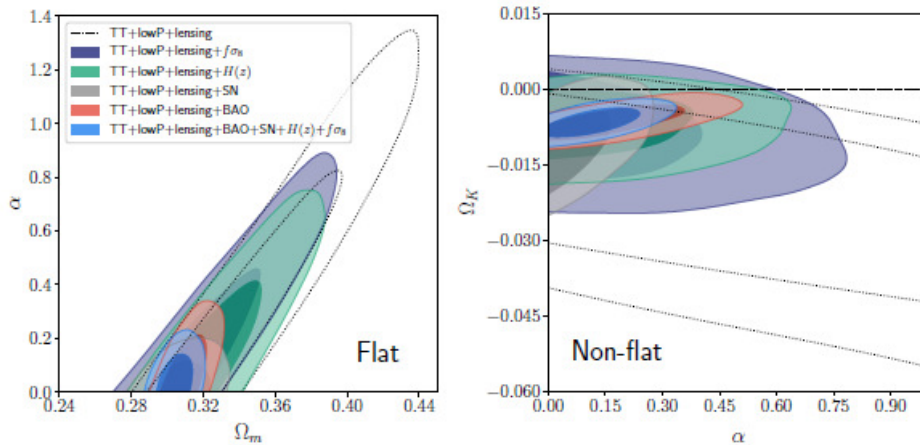 1.4
1.2
1.0
0.8
0.6
0.4
0.2
0.0
α
TT+lowP+lensing
TT+lowP+lensing+fσ₈
TT+lowP+lensing+H(z)
TT+lowP+lensing+SN
TT+lowP+lensing+BAO
TT+lowP+lensing+BAO+SN+H(z)+fσ₈
Flat
0.24 0.28 0.32 0.36 0.40 0.44
Ωₘ
0.015
0.000
−0.015
−0.030
−0.045
−0.060
Ω_K
Non-flat
0.00 0.15 0.30 0.45 0.60 0.75 0.90
α